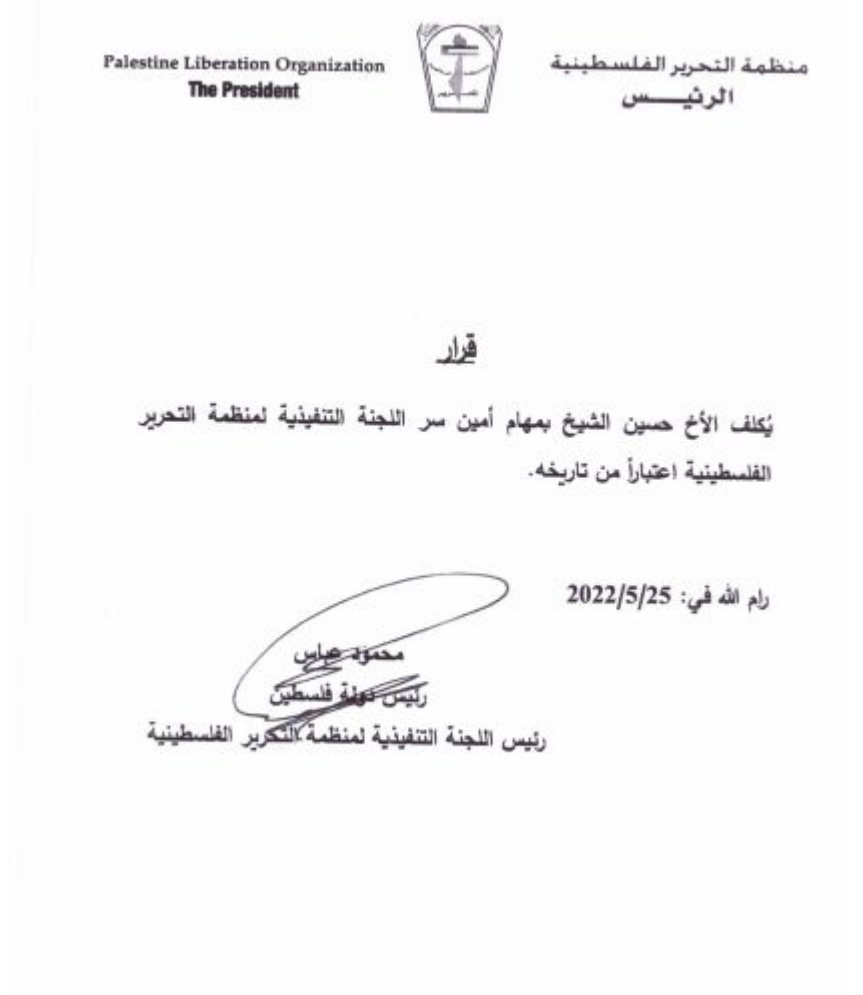 Palestine Liberation Organization
The President
منظمة التحرير الفلسطينية
الرئيـــس
قرار
يُكلف الأخ حسين الشيخ بمهام أمين سر اللجنة التنفيذية لمنظمة التحرير
الفلسطينية اعتباراً من تاريخه.
رام الله في: 2022/5/25
محمود عباس
رئيس دولة فلسطين
رئيس اللجنة التنفيذية لمنظمة التحرير الفلسطينية